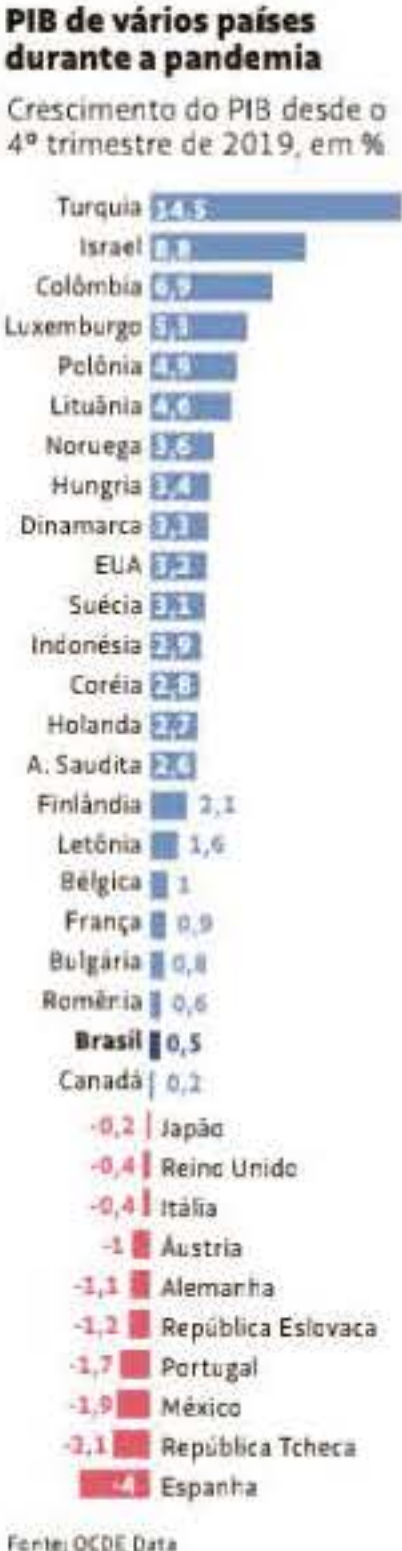 PIB de vários países
durante a pandemia
Crescimento do PIB desde o
4º trimestre de 2019, em %
Turquia 14,5
Israel 8,8
Colômbia 6,9
Luxemburgo 5,3
Polônia 4,9
Lituânia 4,6
Noruega 3,6
Hungria 3,4
Dinamarca 3,3
EUA 3,2
Suécia 3,1
Indonésia 2,9
Coréia 2,8
Holanda 2,7
A. Saudita 2,6
Finlândia 2,1
Letônia 1,6
Bélgica 1
França 0,9
Bulgária 0,8
Romênia 0,6
Brasil 0,5
Canadá 0,2
-0,2 Japão
-0,4 Reino Unido
-0,4 Itália
-1 Áustria
-1,1 Alemanha
-1,2 República Eslovaca
-1,7 Portugal
-1,9 México
-2,1 República Tcheca
-4 Espanha
Fonte: OCDE Data